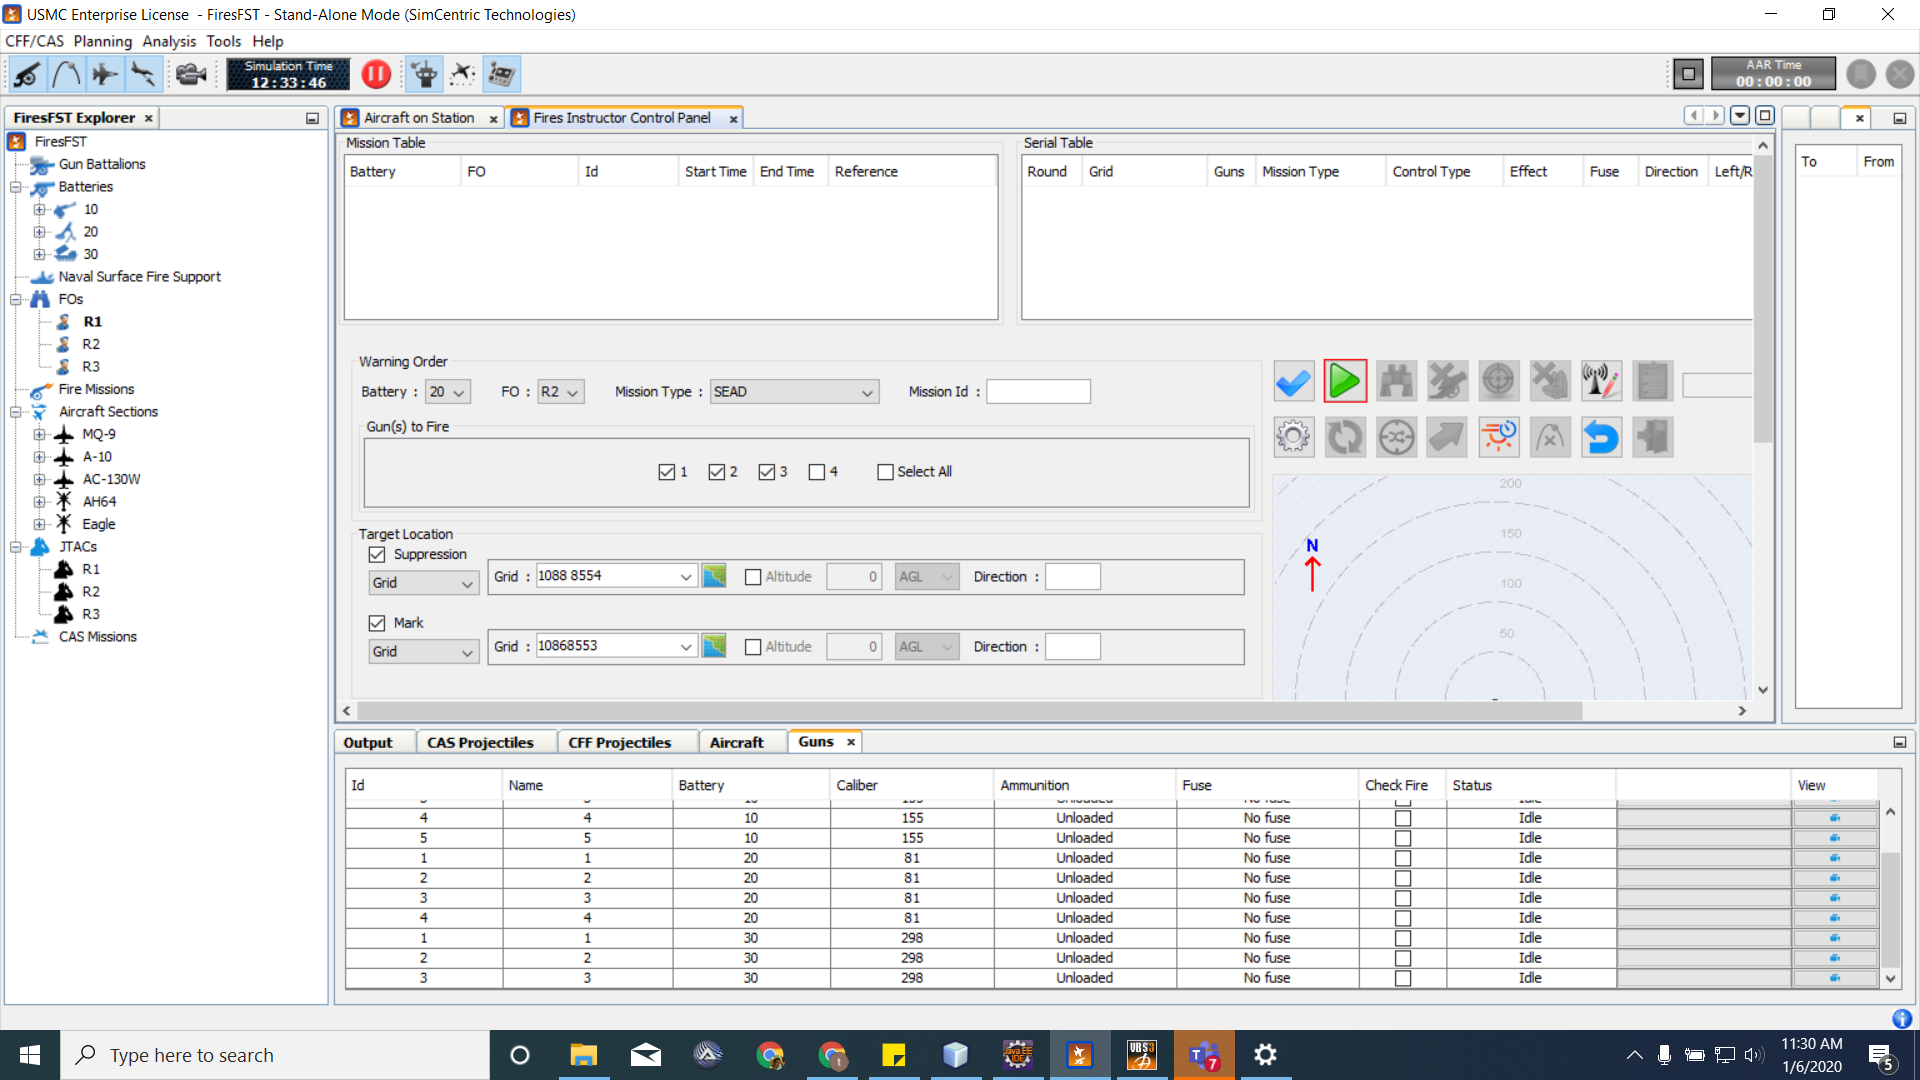 USMC Enterprise License - FiresFST - Stand-Alone Mode (SimCentric Technologies)
CFF/CAS Planning Analysis Tools Help
Simulation Time
12:33:46
AAR Time
00:00:00
FiresFST Explorer
FiresFST
Gun Battalions
Batteries
10
20
30
Naval Surface Fire Support
FOs
R1
R2
R3
Fire Missions
Aircraft Sections
MQ-9
A-10
AC-130W
AH64
Eagle
JTACs
R1
R2
R3
CAS Missions
Aircraft on Station
Fires Instructor Control Panel
Mission Table
Battery FO Id Start Time End Time Reference
Serial Table
Round Grid Guns Mission Type Control Type Effect Fuse Direction Left/R
To From
Warning Order
Battery : 20 FO : R2 Mission Type : SEAD Mission Id :
Gun(s) to Fire
1 2 3 4 Select All
Target Location
Suppression
Grid Grid : 1088 8554 Altitude 0 AGL Direction :
Mark
Grid Grid : 10868553 Altitude 0 AGL Direction :
200
150
100
50
N
Output CAS Projectiles CFF Projectiles Aircraft Guns
Id Name Battery Caliber Ammunition Fuse Check Fire Status View
4 4 10 155 Unloaded No fuse Idle
5 5 10 155 Unloaded No fuse Idle
1 1 20 81 Unloaded No fuse Idle
2 2 20 81 Unloaded No fuse Idle
3 3 20 81 Unloaded No fuse Idle
4 4 20 81 Unloaded No fuse Idle
1 1 30 298 Unloaded No fuse Idle
2 2 30 298 Unloaded No fuse Idle
3 3 30 298 Unloaded No fuse Idle
Type here to search
Java EE
IDE
VBS3
7
11:30 AM
1/6/2020
5